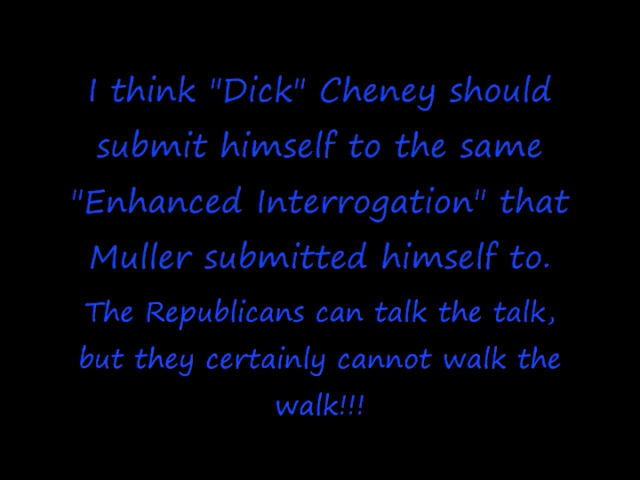 I think "Dick" Cheney should
submit himself to the same
"Enhanced Interrogation" that
Muller submitted himself to.
The Republicans can talk the talk,
but they certainly cannot walk the
walk!!!